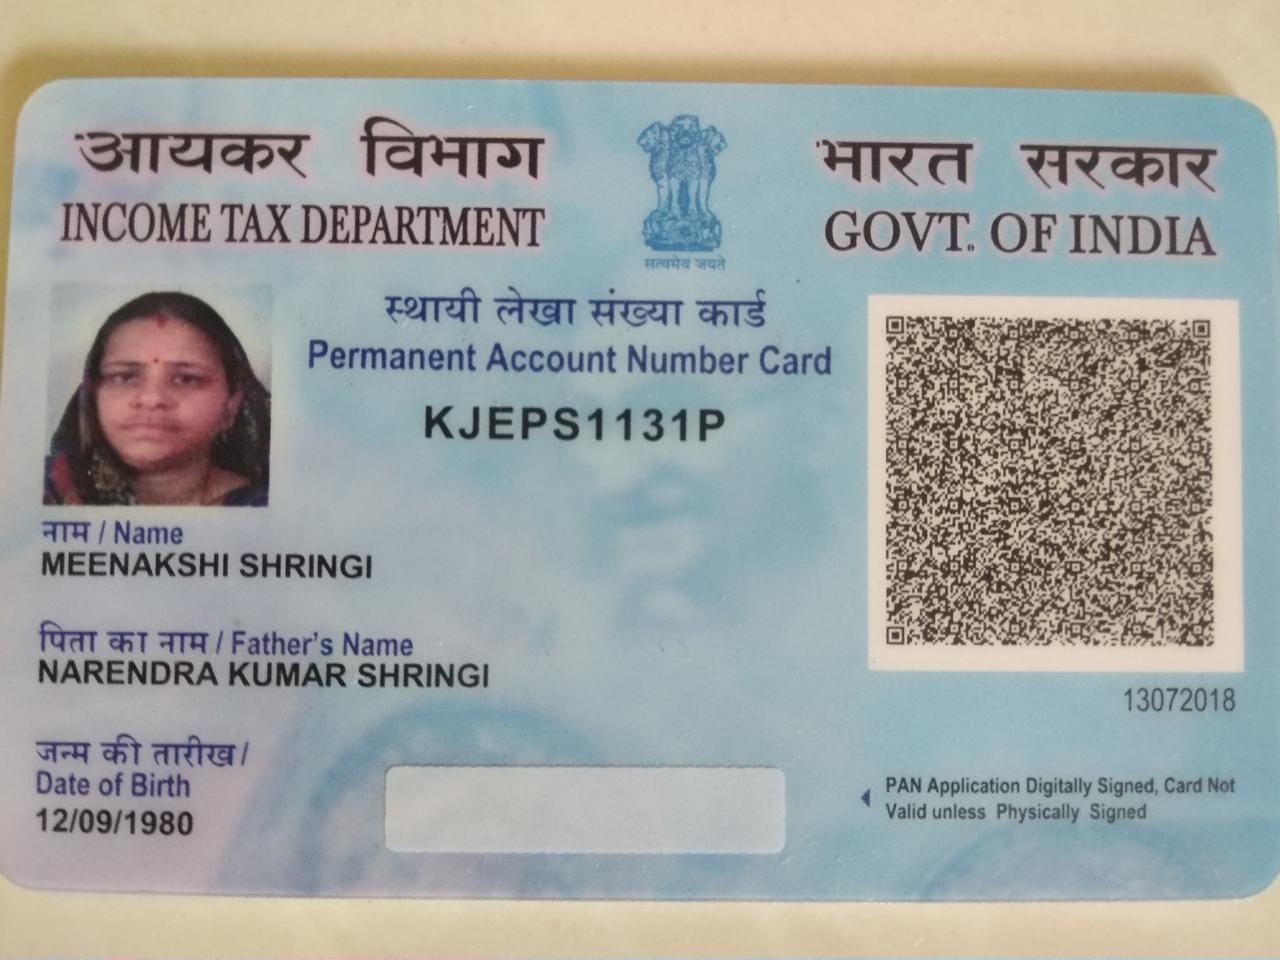 आयकर विभाग
INCOME TAX DEPARTMENT
सत्यमेव जयते
भारत सरकार
GOVT. OF INDIA
स्थायी लेखा संख्या कार्ड
Permanent Account Number Card
KJEPS1131P
नाम / Name
MEENAKSHI SHRINGI
पिता का नाम / Father's Name
NARENDRA KUMAR SHRINGI
जन्म की तारीख/
Date of Birth
12/09/1980
13072018
PAN Application Digitally Signed, Card Not
Valid unless Physically Signed